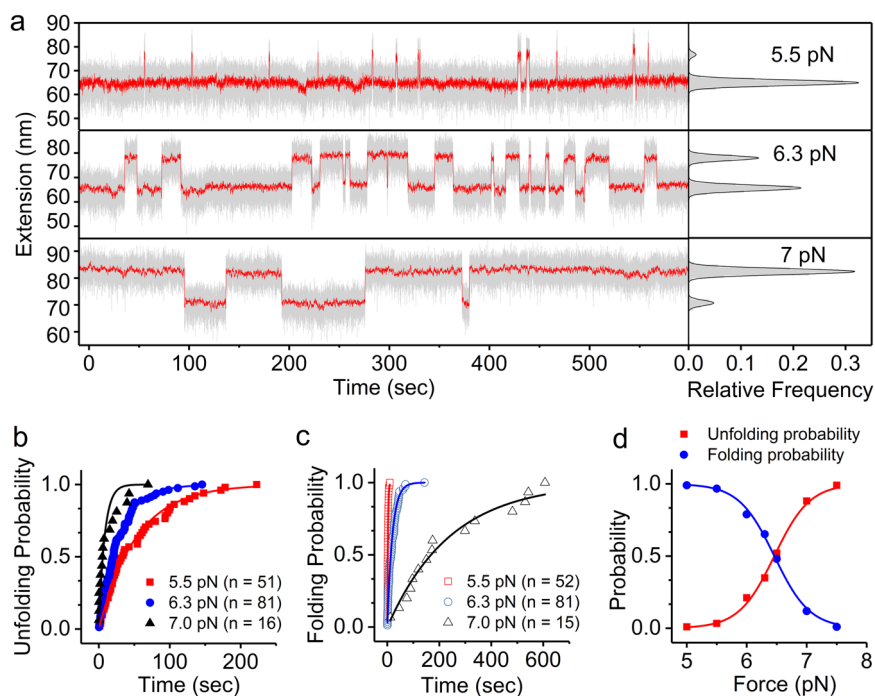 a
90
80
70
60
50
5.5 pN
80
70
60
50
6.3 pN
90
80
70
60
7 pN
Extension (nm)
0 100 200 300 400 500 0.0 0.1 0.2 0.3
Time (sec) Relative Frequency
b
1.0
0.5
0.0
Unfolding Probability
5.5 pN (n = 51)
6.3 pN (n = 81)
7.0 pN (n = 16)
0 100 200
Time (sec)
c
1.0
0.5
0.0
Folding Probability
5.5 pN (n = 52)
6.3 pN (n = 81)
7.0 pN (n = 15)
0 200 400 600
Time (sec)
d
Unfolding probability
Folding probability
1.0
0.5
0.0
Probability
5 6 7 8
Force (pN)